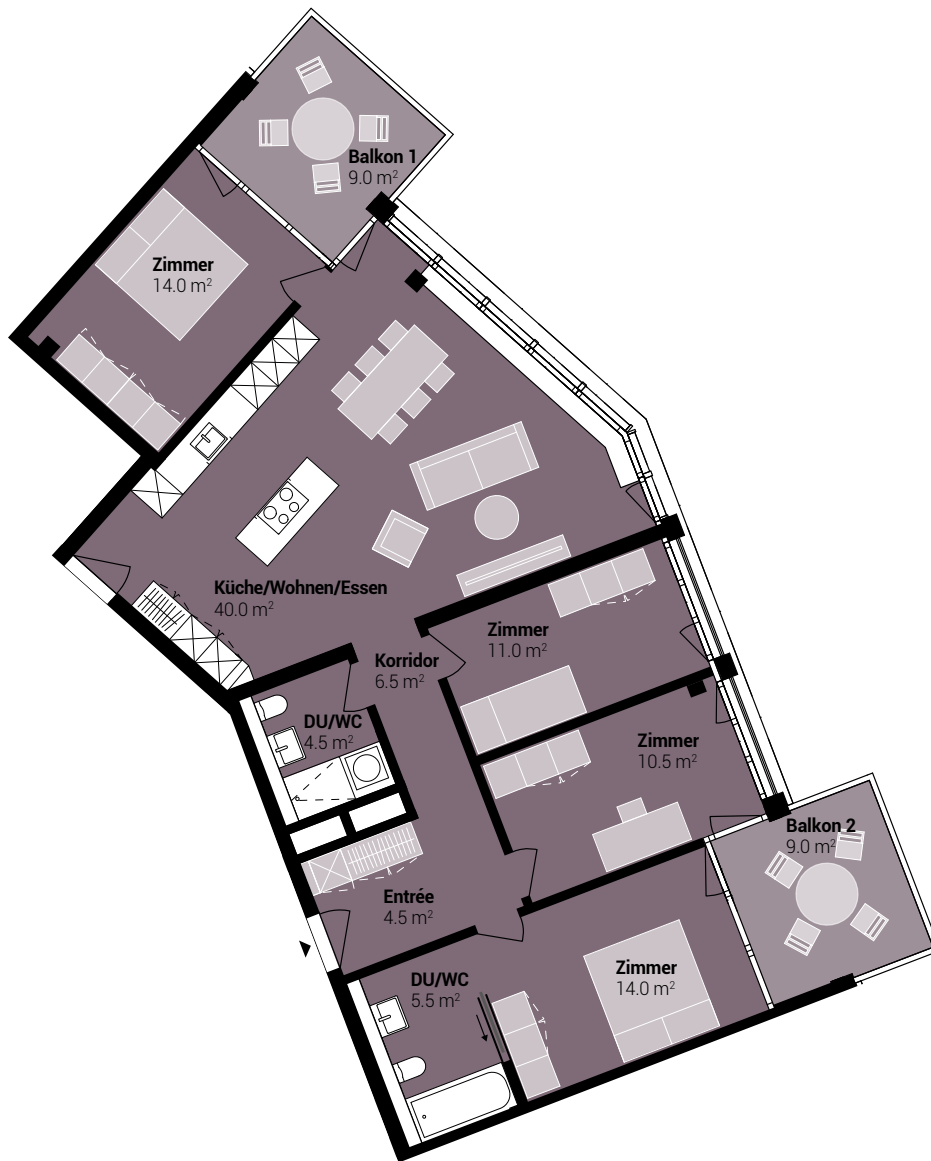 Balkon 1
9.0 m²
Zimmer
14.0 m²
Küche/Wohnen/Essen
40.0 m²
Zimmer
11.0 m²
Korridor
6.5 m²
DU/WC
4.5 m²
Zimmer
10.5 m²
Balkon 2
9.0 m²
Entrée
4.5 m²
DU/WC
5.5 m²
Zimmer
14.0 m²